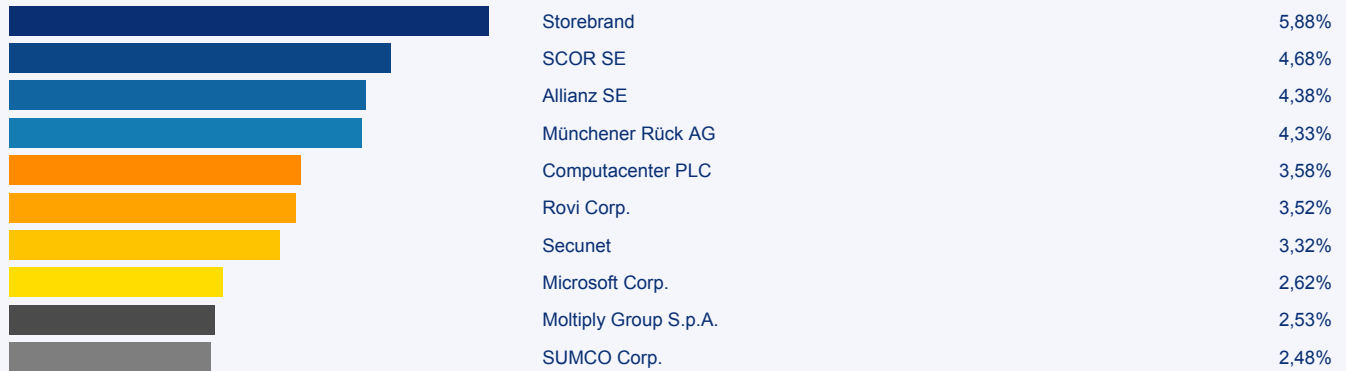 Storebrand 5,88%
SCOR SE 4,68%
Allianz SE 4,38%
Münchener Rück AG 4,33%
Computacenter PLC 3,58%
Rovi Corp. 3,52%
Secunet 3,32%
Microsoft Corp. 2,62%
Moltiply Group S.p.A. 2,53%
SUMCO Corp. 2,48%